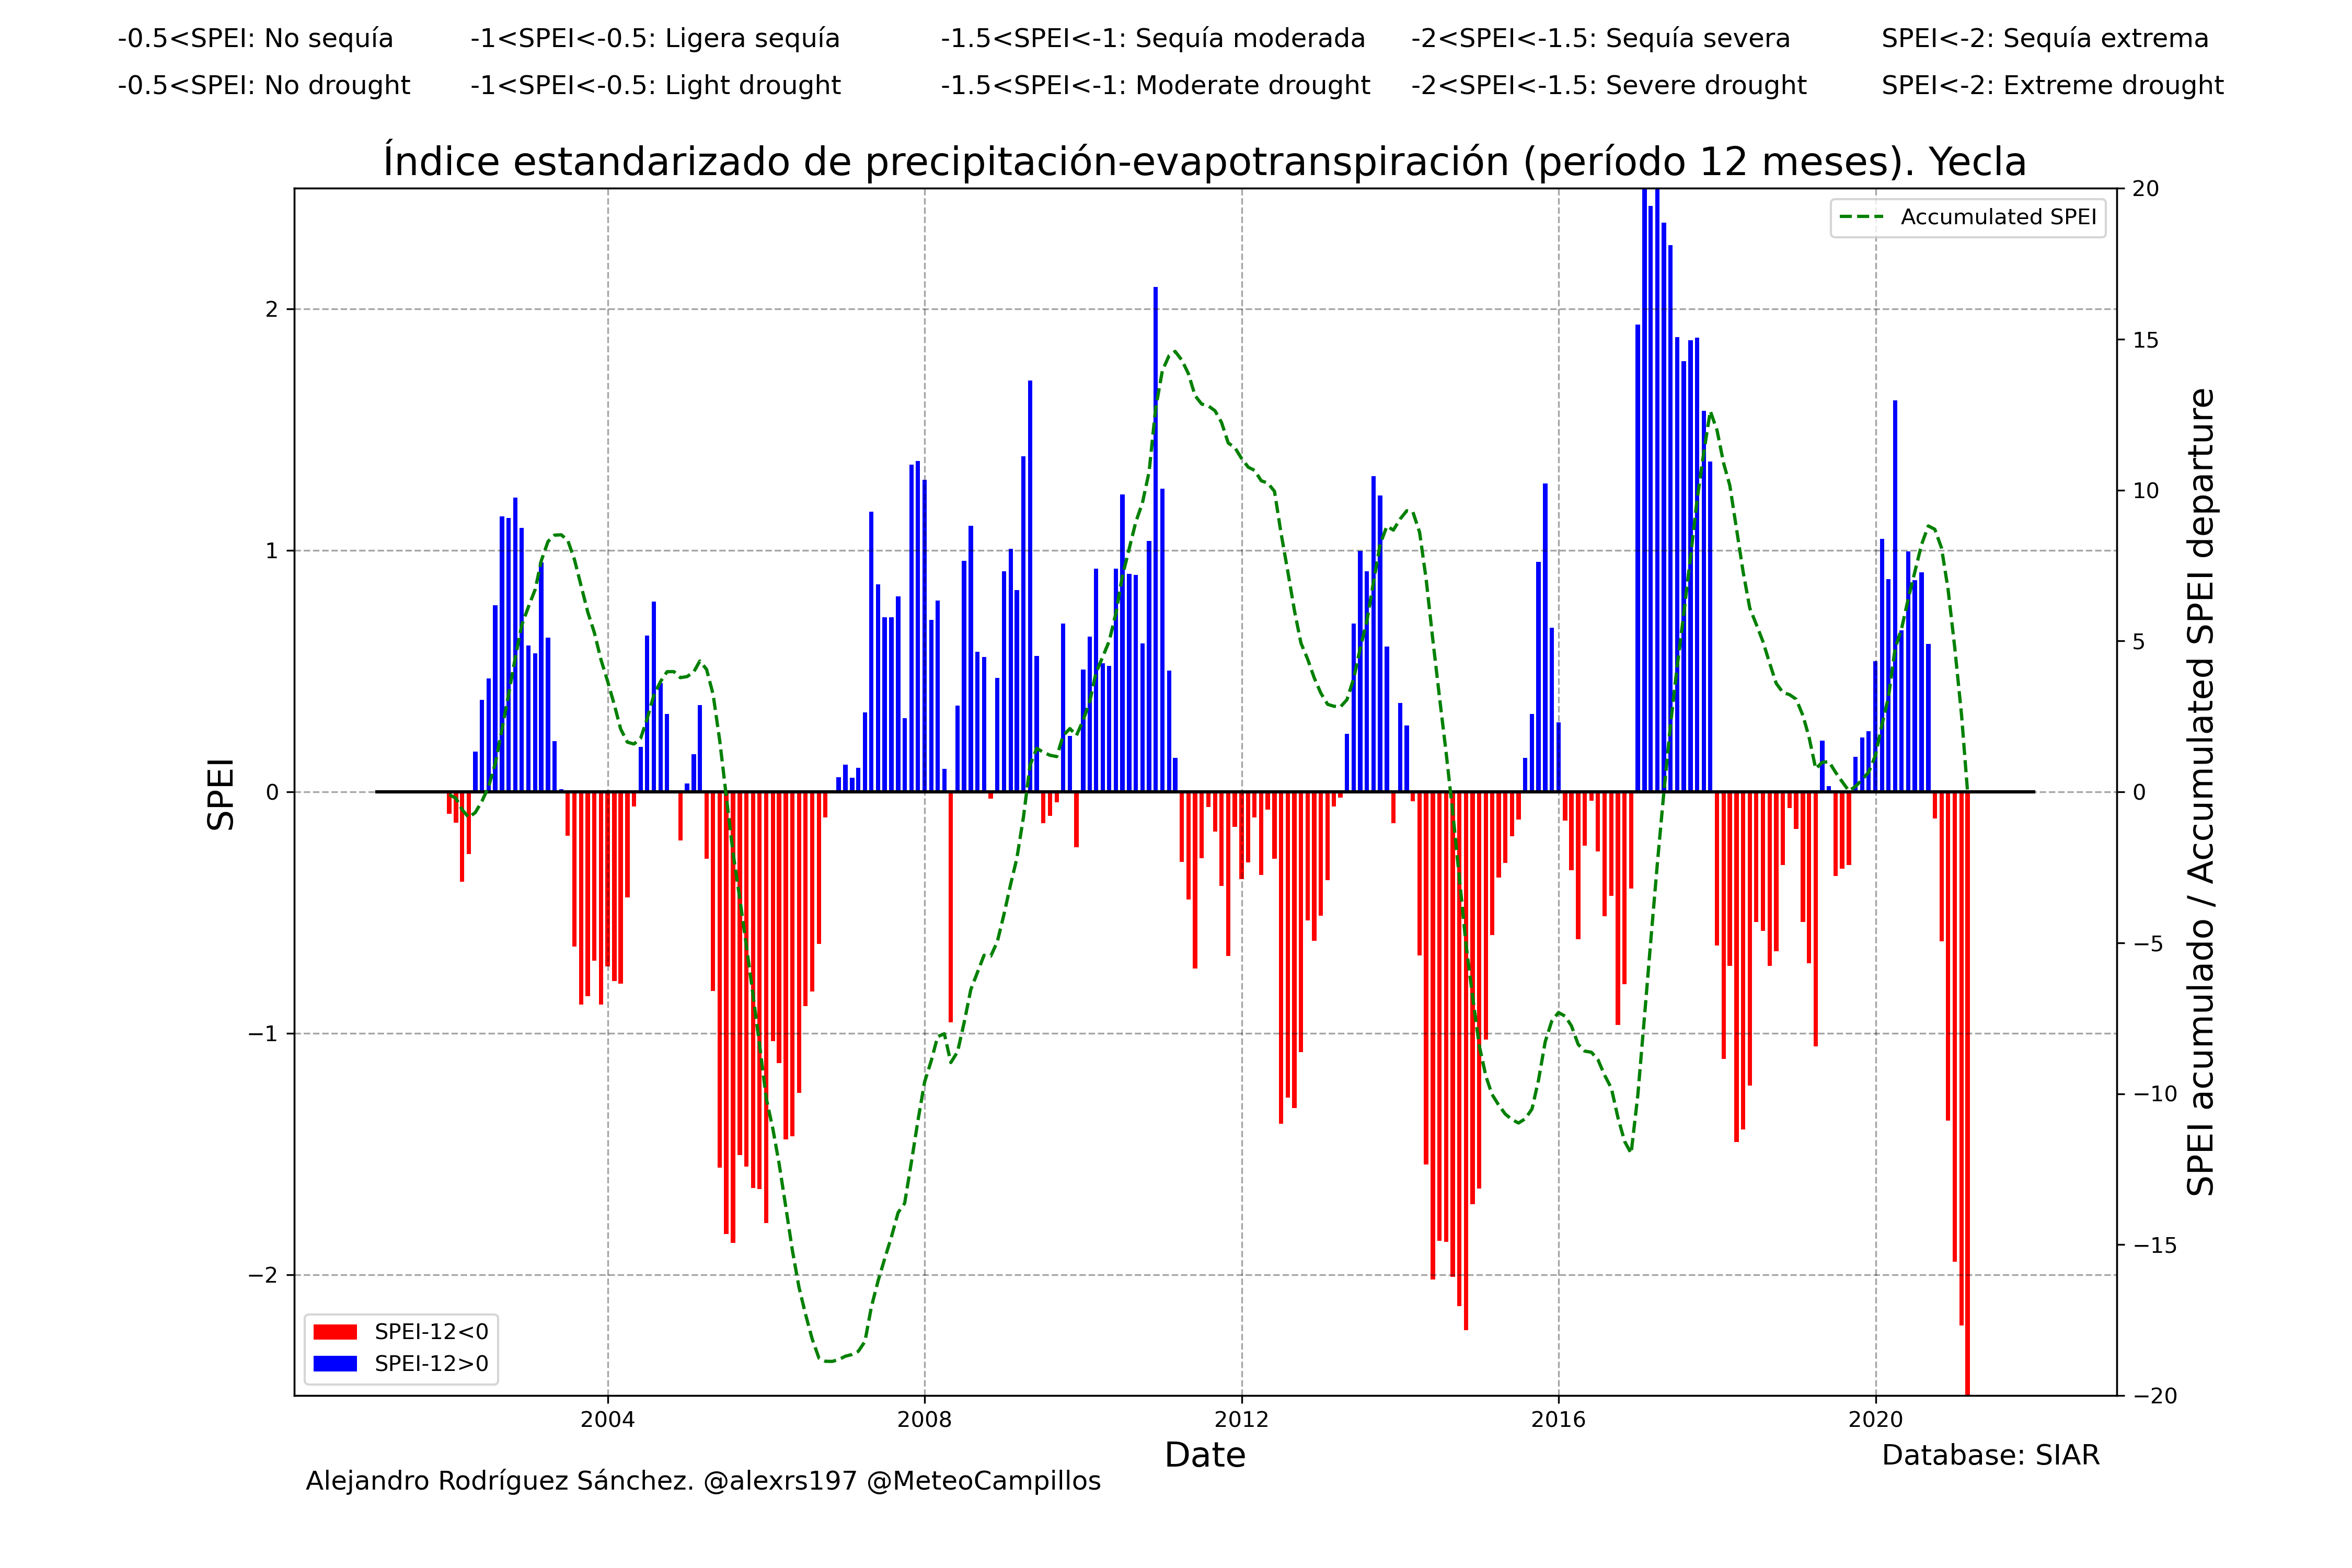 -0.5<SPEI: No sequía -1<SPEI<-0.5: Ligera sequía -1.5<SPEI<-1: Sequía moderada -2<SPEI<-1.5: Sequía severa SPEI<-2: Sequía extrema
-0.5<SPEI: No drought -1<SPEI<-0.5: Light drought -1.5<SPEI<-1: Moderate drought -2<SPEI<-1.5: Severe drought SPEI<-2: Extreme drought
Índice estandarizado de precipitación-evapotranspiración (período 12 meses). Yecla
Accumulated SPEI
SPEI
2
1
0
−1
−2
20
15
10
5
0
−5
−10
−15
−20
SPEI acumulado / Accumulated SPEI departure
SPEI-12<0
SPEI-12>0
2004 2008 2012 2016 2020
Date
Database: SIAR
Alejandro Rodríguez Sánchez. @alexrs197 @MeteoCampillos